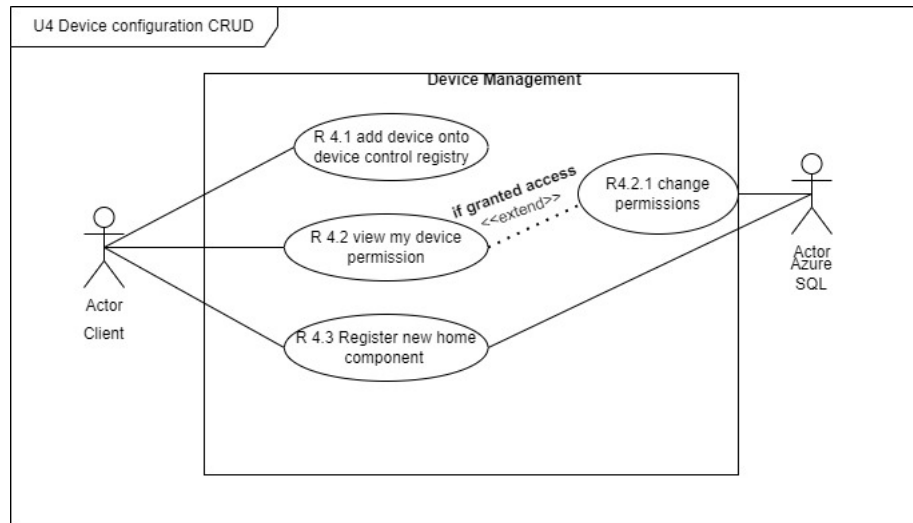 U4 Device configuration CRUD
Device Management
R 4.1 add device onto
device control registry
if granted access
<<extend>>
R4.2.1 change
permissions
R 4.2 view my device
permission
R 4.3 Register new home
component
Actor
Client
Actor
Azure
SQL